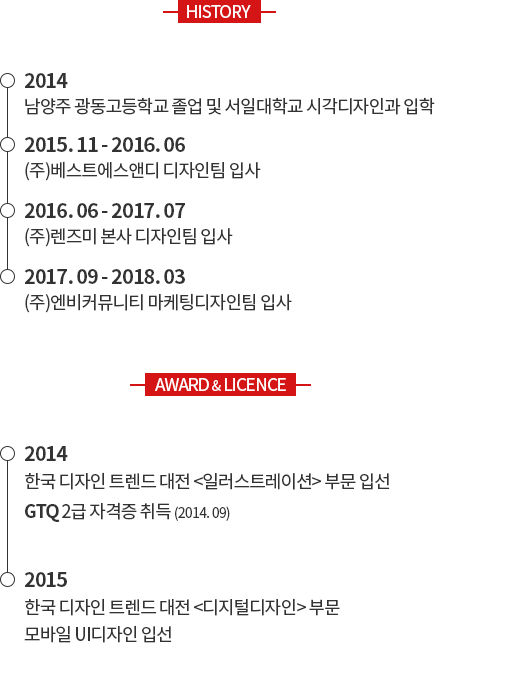 HISTORY
2014
남양주 광동고등학교 졸업 및 서일대학교 시각디자인과 입학
2015. 11 - 2016. 06
(주)베스트에스앤디 디자인팀 입사
2016. 06 - 2017. 07
(주)렌즈미 본사 디자인팀 입사
2017. 09 - 2018. 03
(주)엔비커뮤니티 마케팅디자인팀 입사
AWARD & LICENCE
2014
한국 디자인 트렌드 대전 <일러스트레이션> 부문 입선
GTQ 2급 자격증 취득 (2014. 09)
2015
한국 디자인 트렌드 대전 <디지털디자인> 부문
모바일 UI디자인 입선